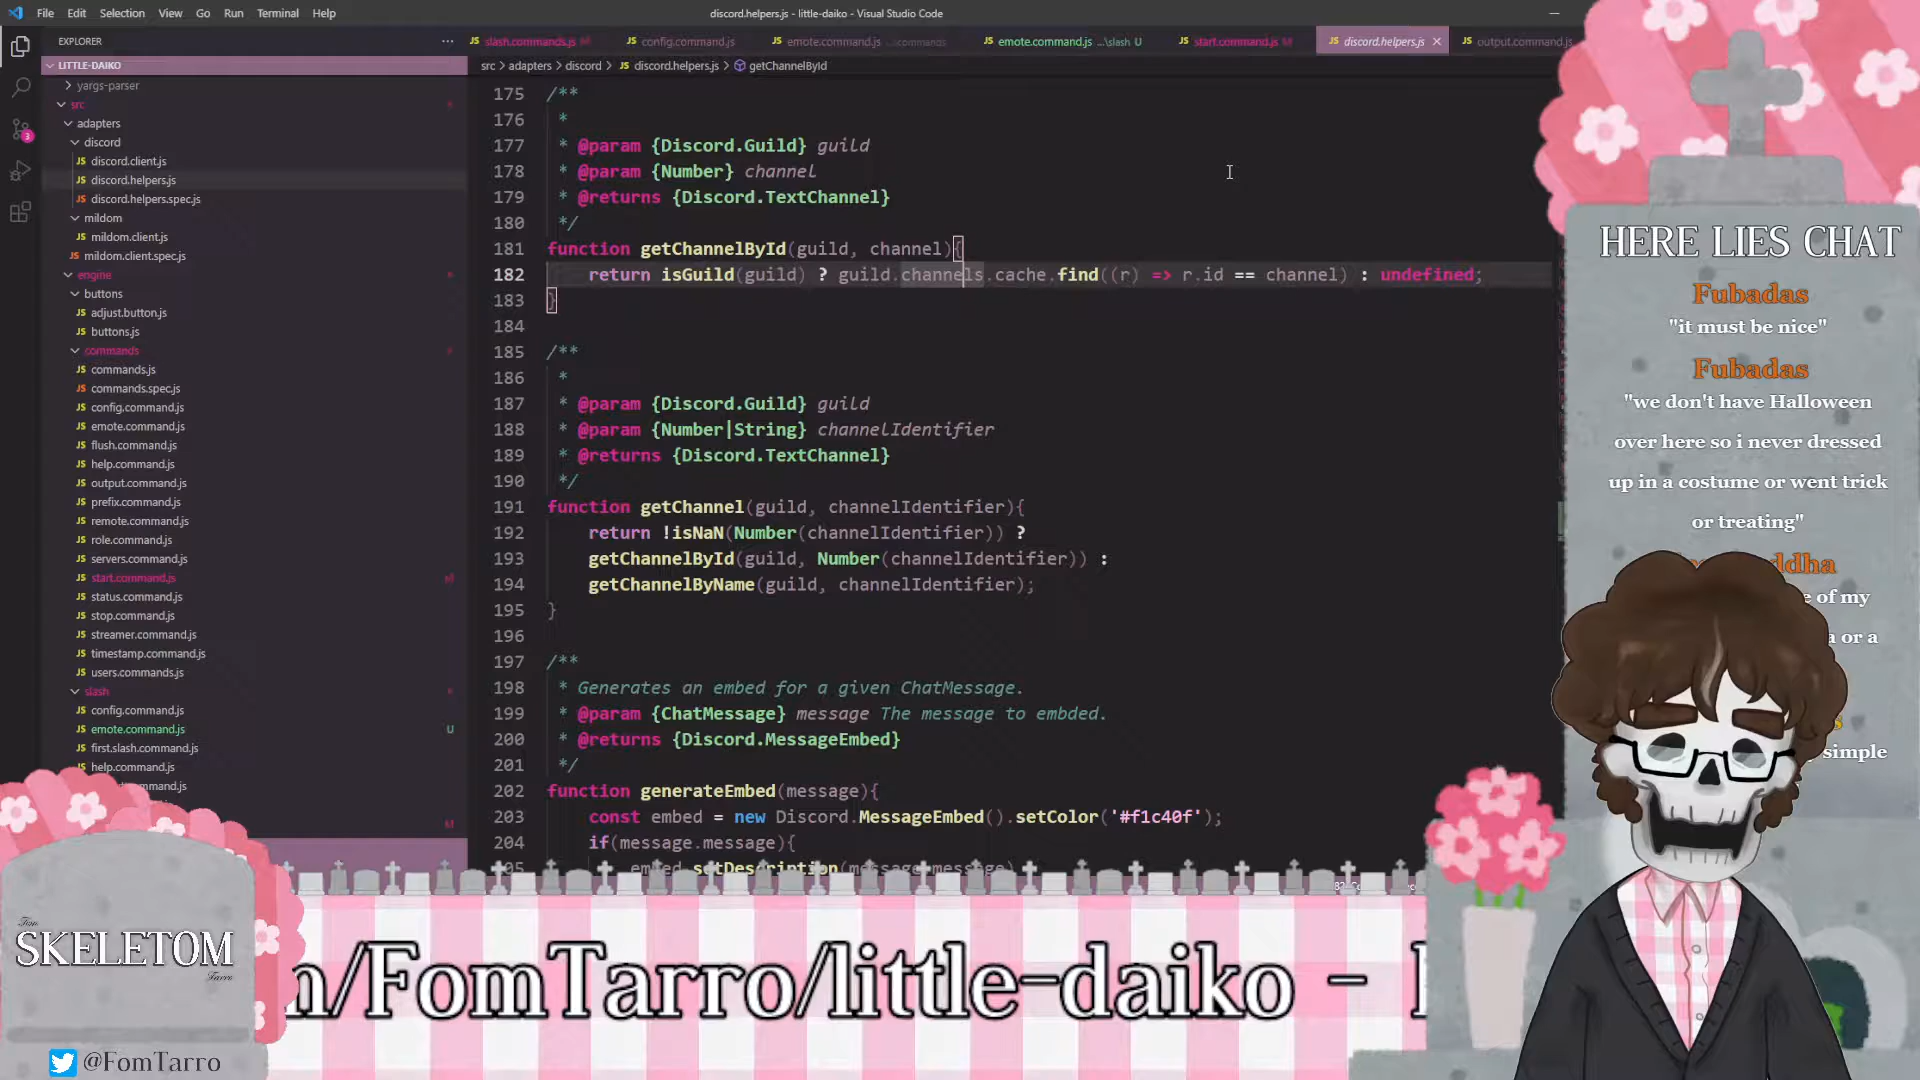 File Edit Selection View Go Run Terminal Help
discord.helpers.js - little-daiko - Visual Studio Code
EXPLORER
slash.commands.js M
config.command.js
emote.command.js ...\commands
emote.command.js ...\slash U
start.command.js M
discord.helpers.js
output.command.js
LITTLE-DAIKO
src > adapters > discord > JS discord.helpers.js > getChannelById
yargs-parser
src
adapters
discord
JS discord.client.js
JS discord.helpers.js
JS discord.helpers.spec.js
mildom
JS mildom.client.js
JS mildom.client.spec.js
engine
buttons
JS adjust.button.js
JS buttons.js
commands
JS commands.js
JS commands.spec.js
JS config.command.js
JS emote.command.js
JS flush.command.js
JS help.command.js
JS output.command.js
JS prefix.command.js
JS remote.command.js
JS role.command.js
JS servers.command.js
JS start.command.js M
JS status.command.js
JS stop.command.js
JS streamer.command.js
JS timestamp.command.js
JS users.commands.js
slash
JS config.command.js
JS emote.command.js U
JS first.slash.command.js
JS help.command.js
175 /**
176 *
177 * @param {Discord.Guild} guild
178 * @param {Number} channel
179 * @returns {Discord.TextChannel}
180 */
181 function getChannelById(guild, channel){
182 return isGuild(guild) ? guild.channels.cache.find((r) => r.id == channel) : undefined;
183 }
184
185 /**
186 *
187 * @param {Discord.Guild} guild
188 * @param {Number|String} channelIdentifier
189 * @returns {Discord.TextChannel}
190 */
191 function getChannel(guild, channelIdentifier){
192 return !isNaN(Number(channelIdentifier)) ?
193 getChannelById(guild, Number(channelIdentifier)) :
194 getChannelByName(guild, channelIdentifier);
195 }
196
197 /**
198 * Generates an embed for a given ChatMessage.
199 * @param {ChatMessage} message The message to embded.
200 * @returns {Discord.MessageEmbed}
201 */
202 function generateEmbed(message){
203 const embed = new Discord.MessageEmbed().setColor('#f1c40f');
204 if(message.message){
205 embed.setDescription(message.message)
HERE LIES CHAT
Fubadas
"it must be nice"
Fubadas
"we don't have Halloween
over here so i never dressed
up in a costume or went trick
or treating"
ddha
e of my
a or a
simple
Fom
SKELETOM
Tarro
@FomTarro
m/FomTarro/little-daiko -